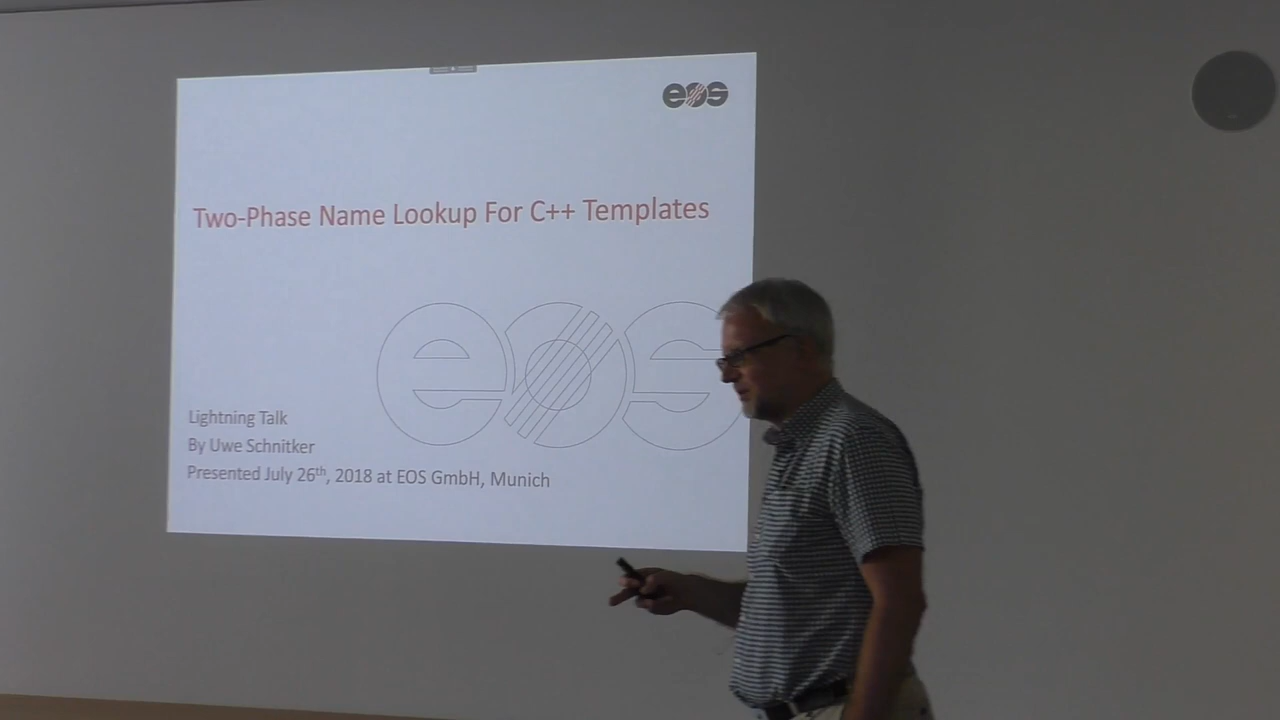 eos
Two-Phase Name Lookup For C++ Templates
eos
Lightning Talk
By Uwe Schnitker
Presented July 26th, 2018 at EOS GmbH, Munich